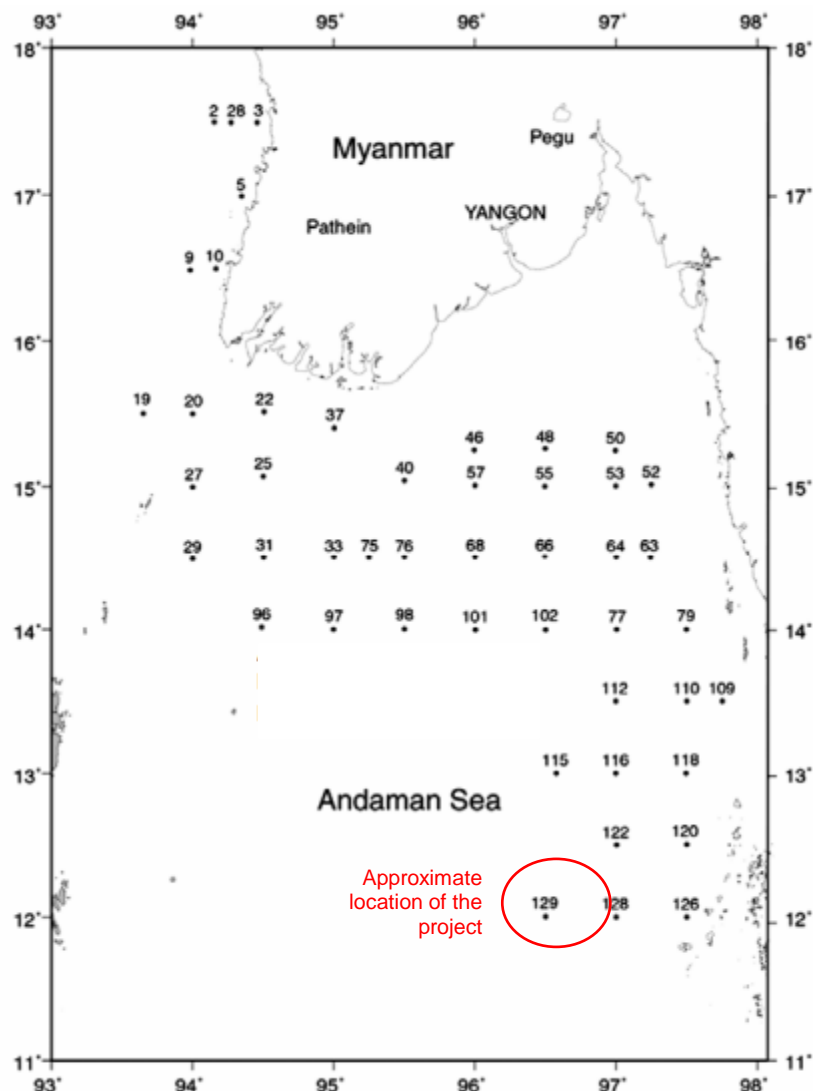 93˚ 94˚ 95˚ 96˚ 97˚ 98˚
18˚ 18˚
2 28 3
Pegu
Myanmar
5
17˚ 17˚
YANGON
Pathein
9 10
16˚ 16˚
19 20 22 37
46 48 50
27 25 40 57 55 53 52
15˚ 15˚
29 31 33 75 76 68 66 64 63
96 97 98 101 102 77 79
14˚ 14˚
112 110 109
115 116 118
13˚ 13˚
Andaman Sea
122 120
Approximate
location of the
project
129 128 126
12˚ 12˚
11˚ 11˚
93˚ 94˚ 95˚ 96˚ 97˚ 98˚